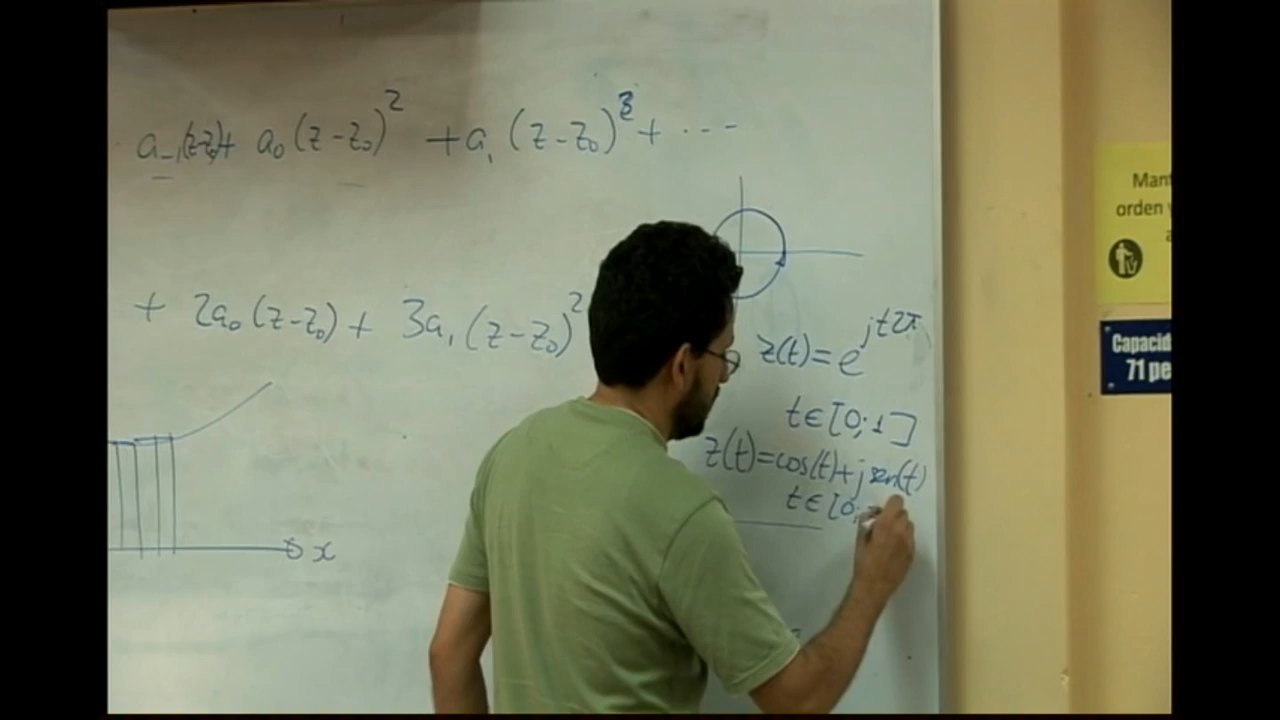 a₋₁(z-z₀)+ a₀(z-z₀)² + a₁(z-z₀)³ + ...
+ 2a₀(z-z₀) + 3a₁(z-z₀)²
x
z(t)=e^{jt2π}
t∈[0;1]
z(t)=cos(t)+j sen(t)
t∈[0;
orden
Capacid
71 pe